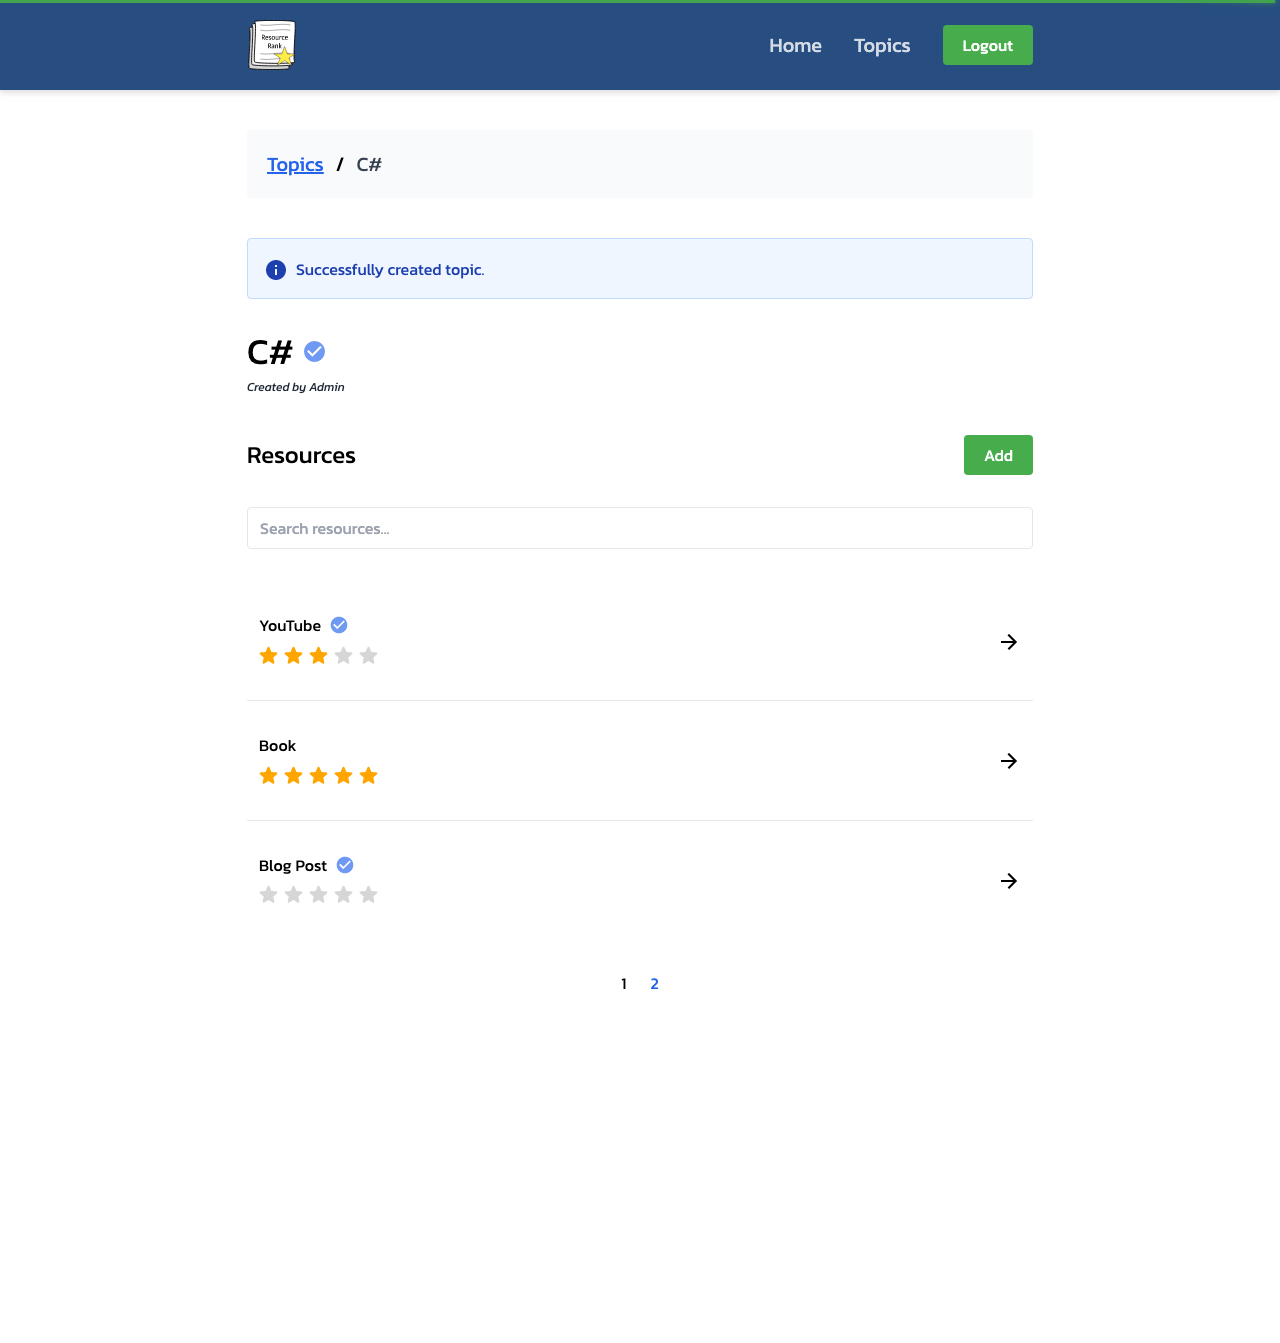 Resource
Rank
Home Topics Logout
Topics / C#
Successfully created topic.
C#
Created by Admin
Resources Add
Search resources...
YouTube
Book
Blog Post
1 2